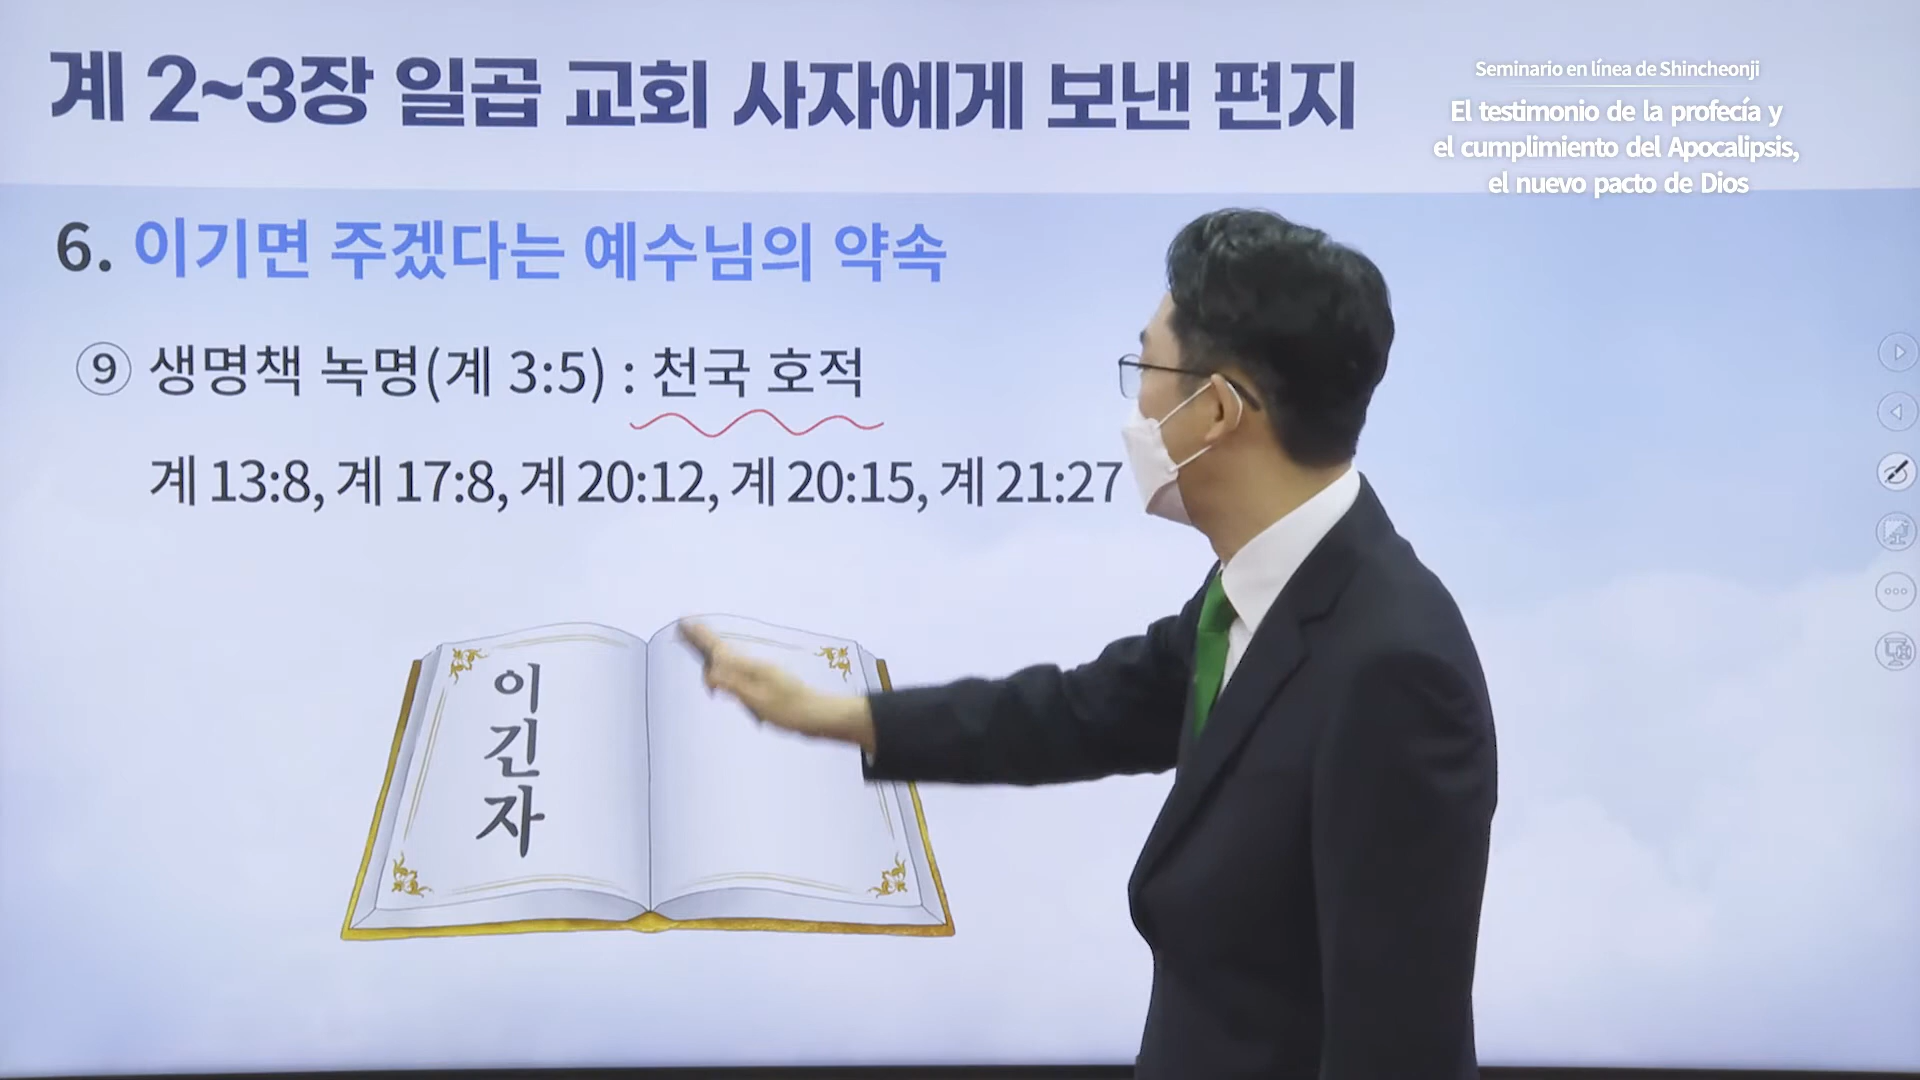 계 2~3장 일곱 교회 사자에게 보낸 편지
Seminario en línea de Shincheonji
El testimonio de la profecía y
el cumplimiento del Apocalipsis,
el nuevo pacto de Dios
6. 이기면 주겠다는 예수님의 약속
⑨ 생명책 녹명(계 3:5) : 천국 호적
계 13:8, 계 17:8, 계 20:12, 계 20:15, 계 21:27
이긴자